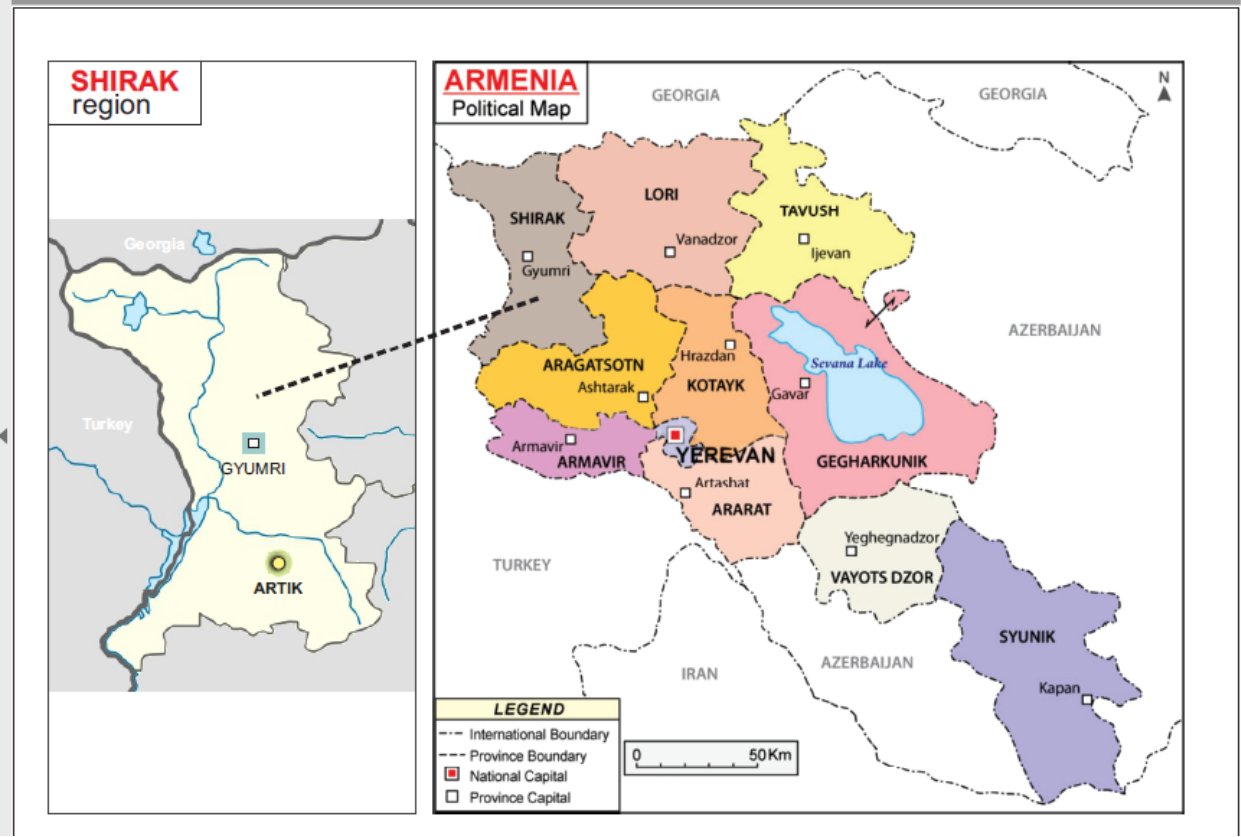 SHIRAK
region
Georgia
Turkey
GYUMRI
ARTIK
ARMENIA
Political Map
GEORGIA
GEORGIA
N
LORI
SHIRAK
TAVUSH
Vanadzor
Ijevan
Gyumri
AZERBAIJAN
Hrazdan
Sevana Lake
ARAGATSOTN
Ashtarak
KOTAYK
Gavar
Armavir
ARMAVIR
YEREVAN
GEGHARKUNIK
Artashat
ARARAT
Yeghegnadzor
TURKEY
VAYOTS DZOR
SYUNIK
AZERBAIJAN
IRAN
Kapan
LEGEND
International Boundary
Province Boundary
National Capital
Province Capital
0 50 Km